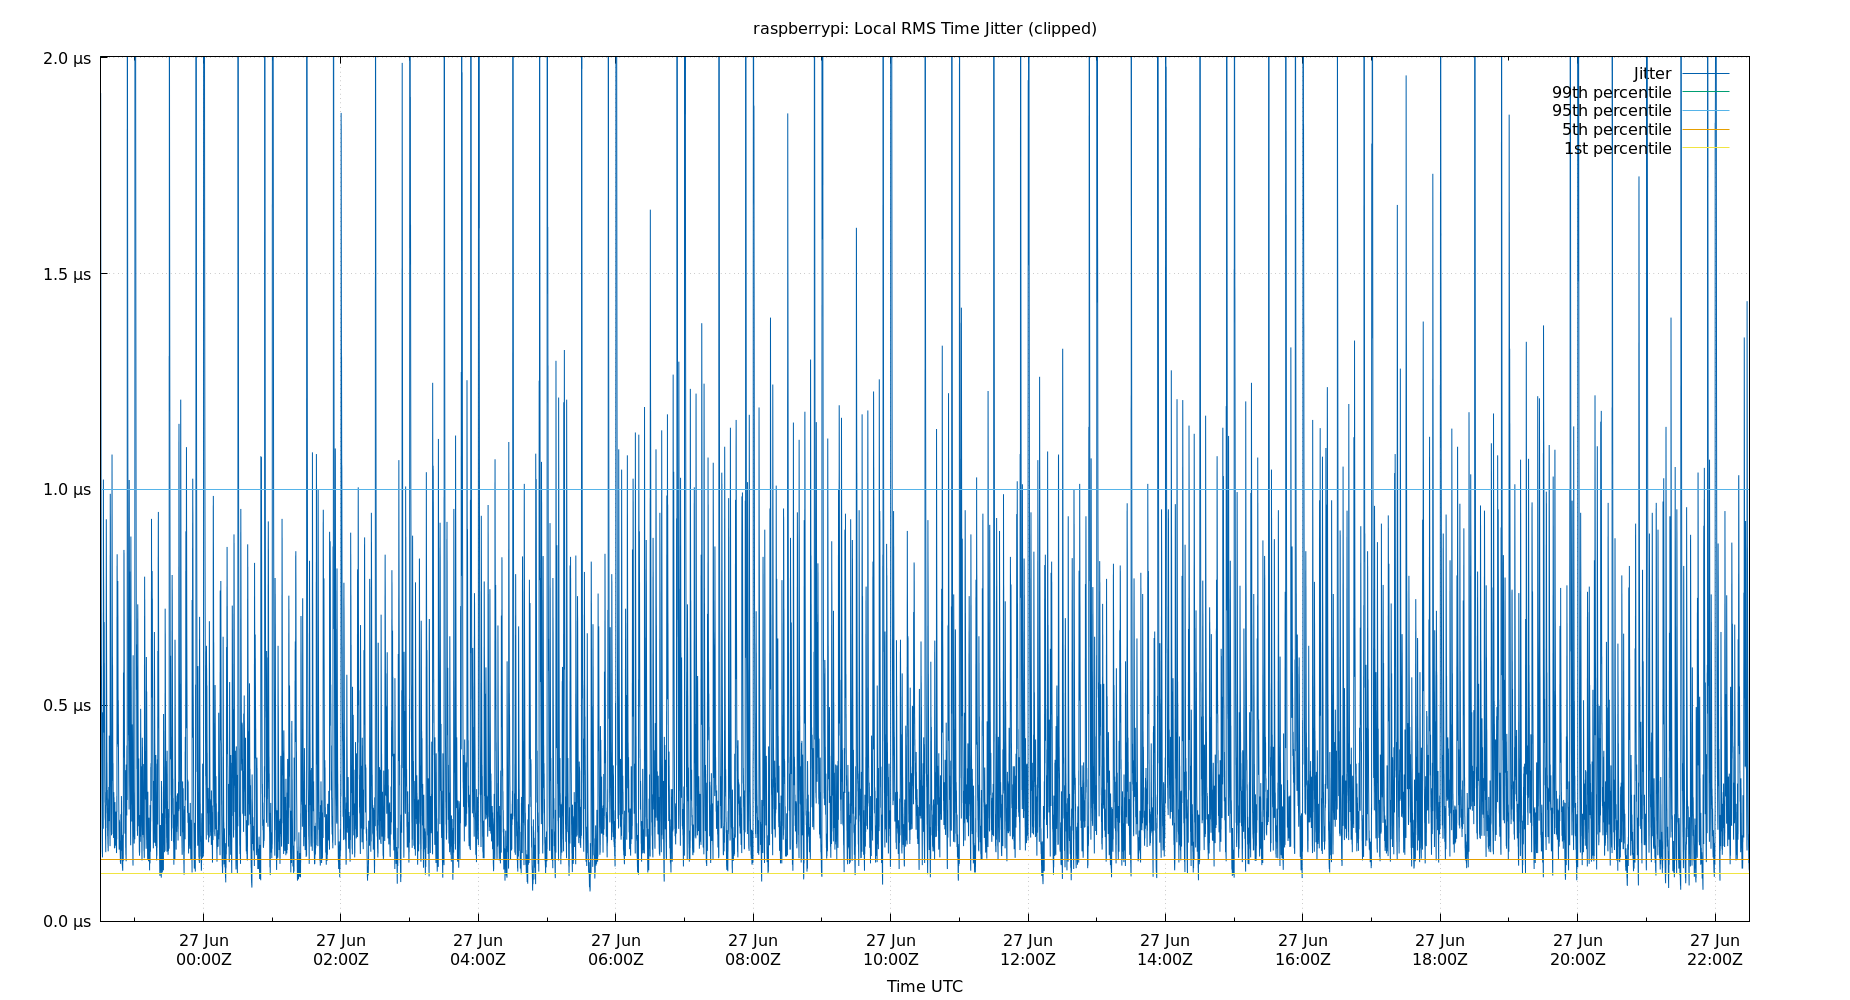 raspberrypi: Local RMS Time Jitter (clipped)
2.0 µs
1.5 µs
1.0 µs
0.5 µs
0.0 µs
Jitter
99th percentile
95th percentile
5th percentile
1st percentile
27 Jun 27 Jun 27 Jun 27 Jun 27 Jun 27 Jun 27 Jun 27 Jun 27 Jun 27 Jun 27 Jun 27 Jun
00:00Z 02:00Z 04:00Z 06:00Z 08:00Z 10:00Z 12:00Z 14:00Z 16:00Z 18:00Z 20:00Z 22:00Z
Time UTC